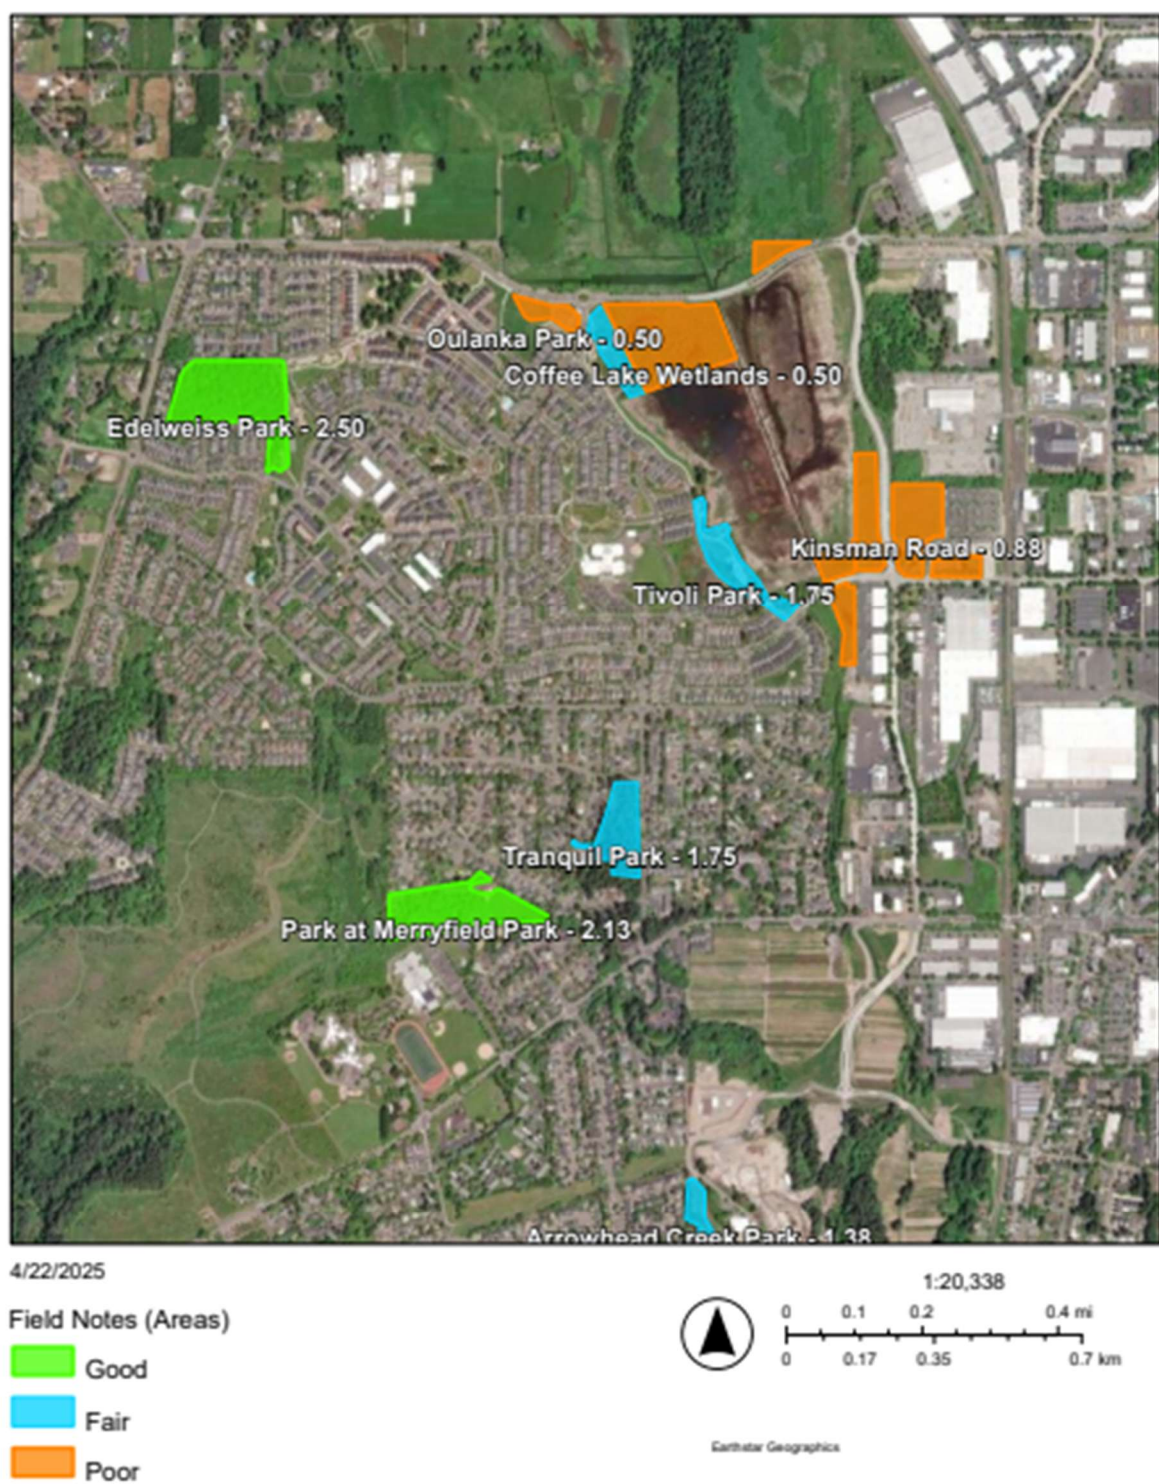 Oulanka Park - 0.50
Coffee Lake Wetlands - 0.50
Edelweiss Park - 2.50
Kinsman Road - 0.88
Tivoli Park - 1.75
Tranquil Park - 1.75
Park at Merryfield Park - 2.13
Arrowhead Creek Park - 1.38
4/22/2025
1:20,338
Field Notes (Areas)
0 0.1 0.2 0.4 mi
0 0.17 0.35 0.7 km
Good
Fair
Earthstar Geographics
Poor